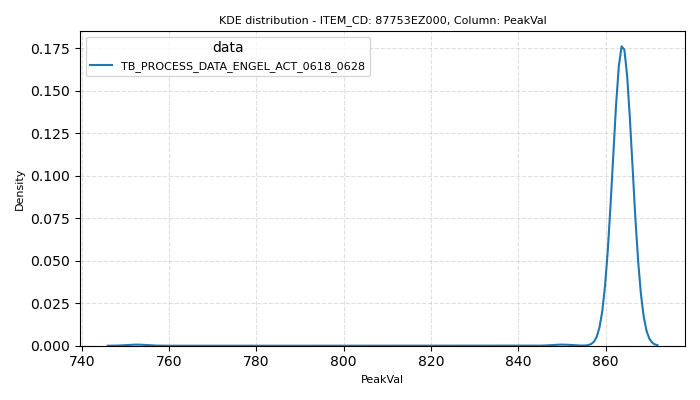 KDE distribution - ITEM_CD: 87753EZ000, Column: PeakVal
data
TB_PROCESS_DATA_ENGEL_ACT_0618_0628
Density
0.175
0.150
0.125
0.100
0.075
0.050
0.025
0.000
740 760 780 800 820 840 860
PeakVal